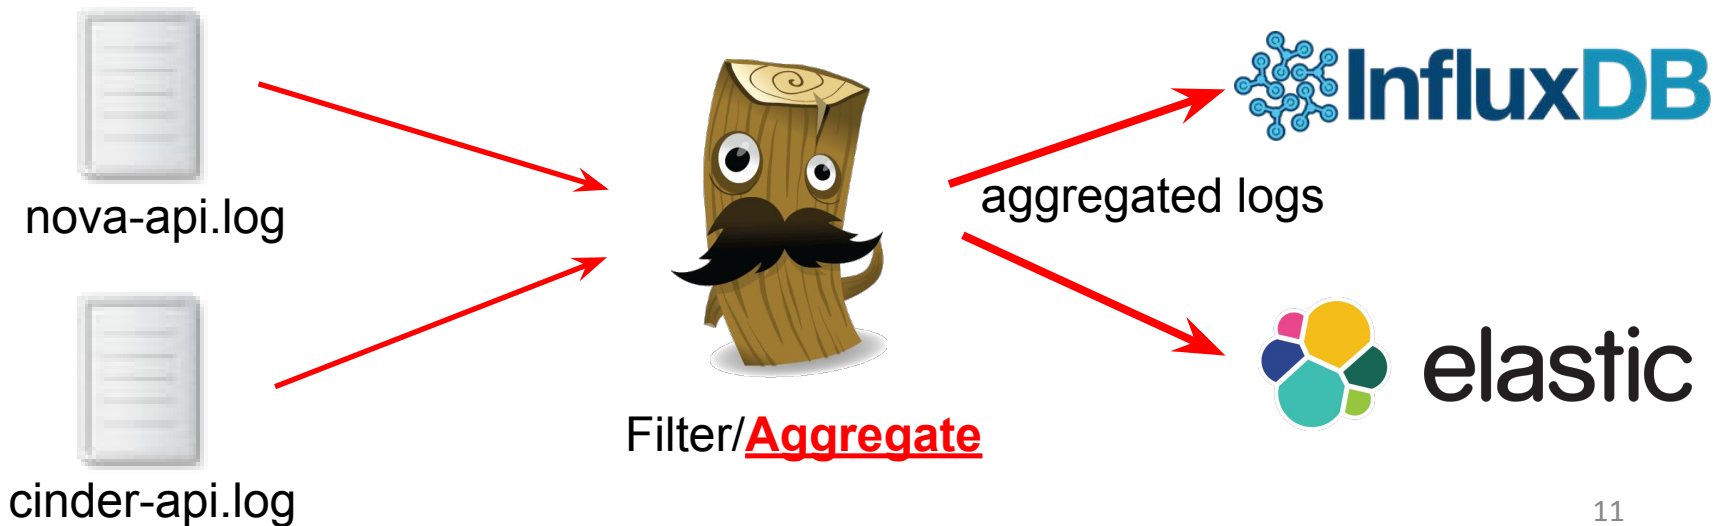 nova-api.log
cinder-api.log
Filter/Aggregate
aggregated logs
InfluxDB
elastic
11